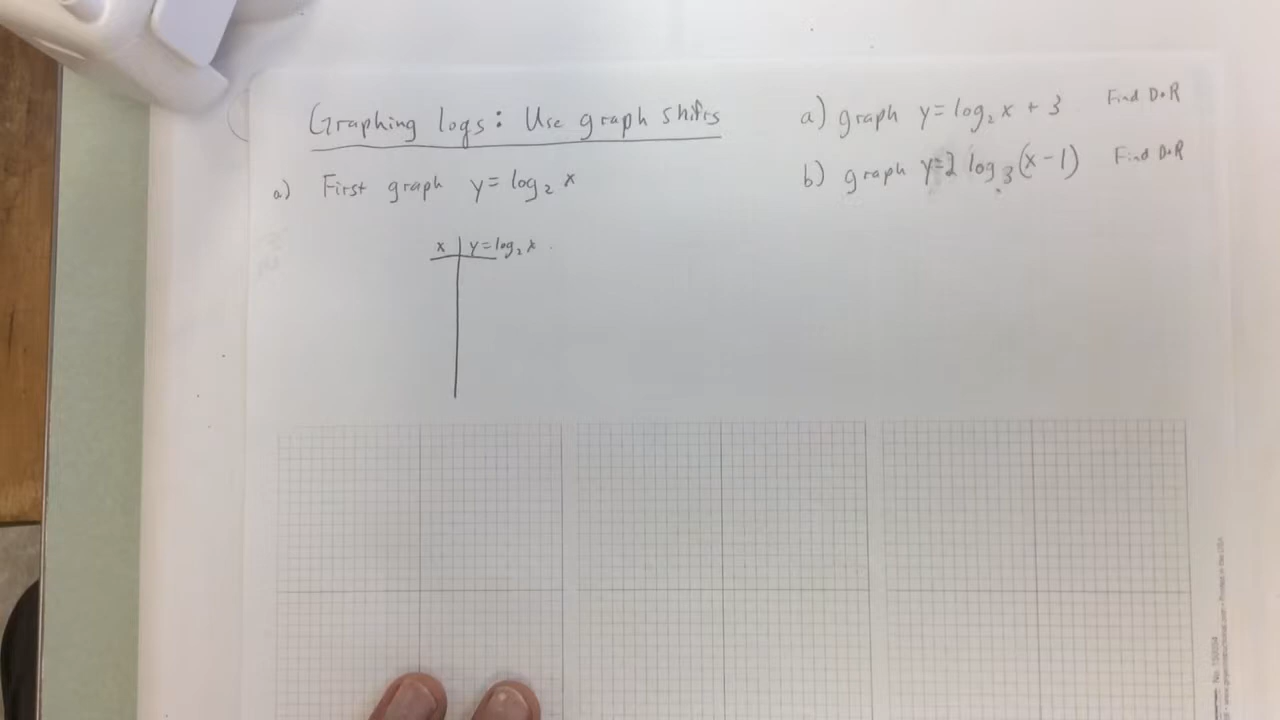 Graphing logs: Use graph shifts
a) First graph y = log₂ x
x | y = log₂ x
a) graph y = log₂ x + 3 Find D+R
b) graph y = 2 log₃ (x - 1) Find D+R